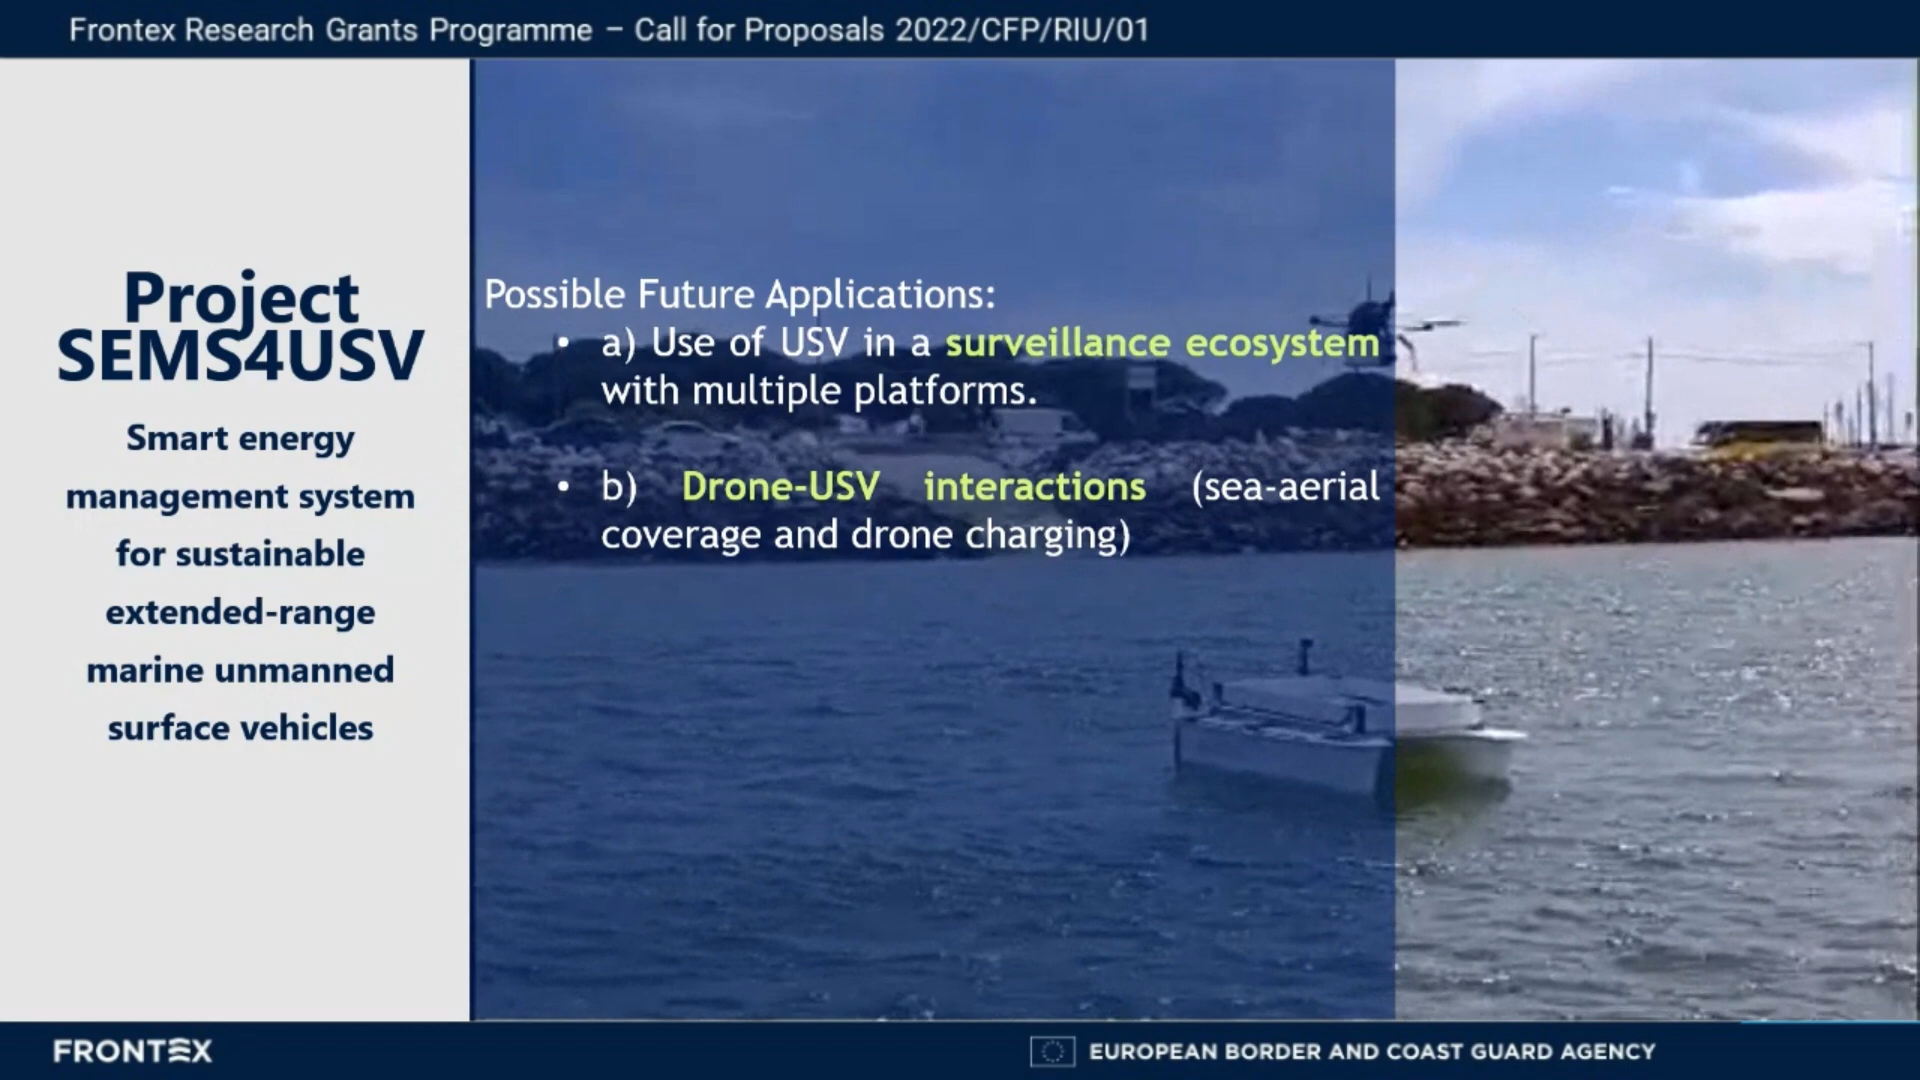 Frontex Research Grants Programme – Call for Proposals 2022/CFP/RIU/01
Project
SEMS4USV
Smart energy
management system
for sustainable
extended-range
marine unmanned
surface vehicles
Possible Future Applications:
• a) Use of USV in a surveillance ecosystem
with multiple platforms.
• b) Drone-USV interactions (sea-aerial
coverage and drone charging)
FRONTEX
EUROPEAN BORDER AND COAST GUARD AGENCY